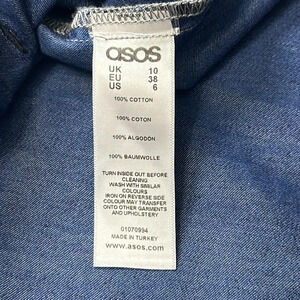 asos
UK 10
EU 38
US 6
100% COTTON
100% COTON
100% ALGODON
100% BAUMWOLLE
TURN INSIDE OUT BEFORE
CLEANING
WASH WITH SIMILAR
COLOURS
IRON ON REVERSE SIDE
COLOUR MAY TRANSFER
ONTO OTHER GARMENTS
AND UPHOLSTERY
01070994
MADE IN TURKEY
www.asos.com